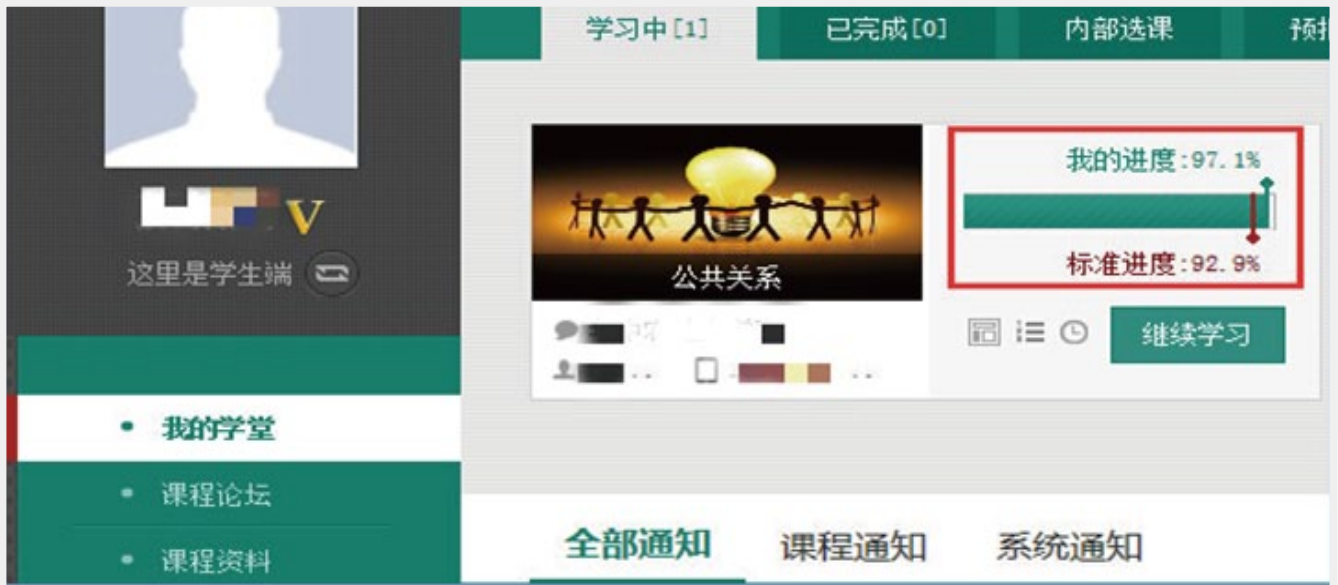 学习中[1]
已完成[0]
内部选课
V
这里是学生端
公共关系
我的进度:97.1%
标准进度:92.9%
继续学习
我的学堂
课程论坛
课程资料
全部通知
课程通知
系统通知